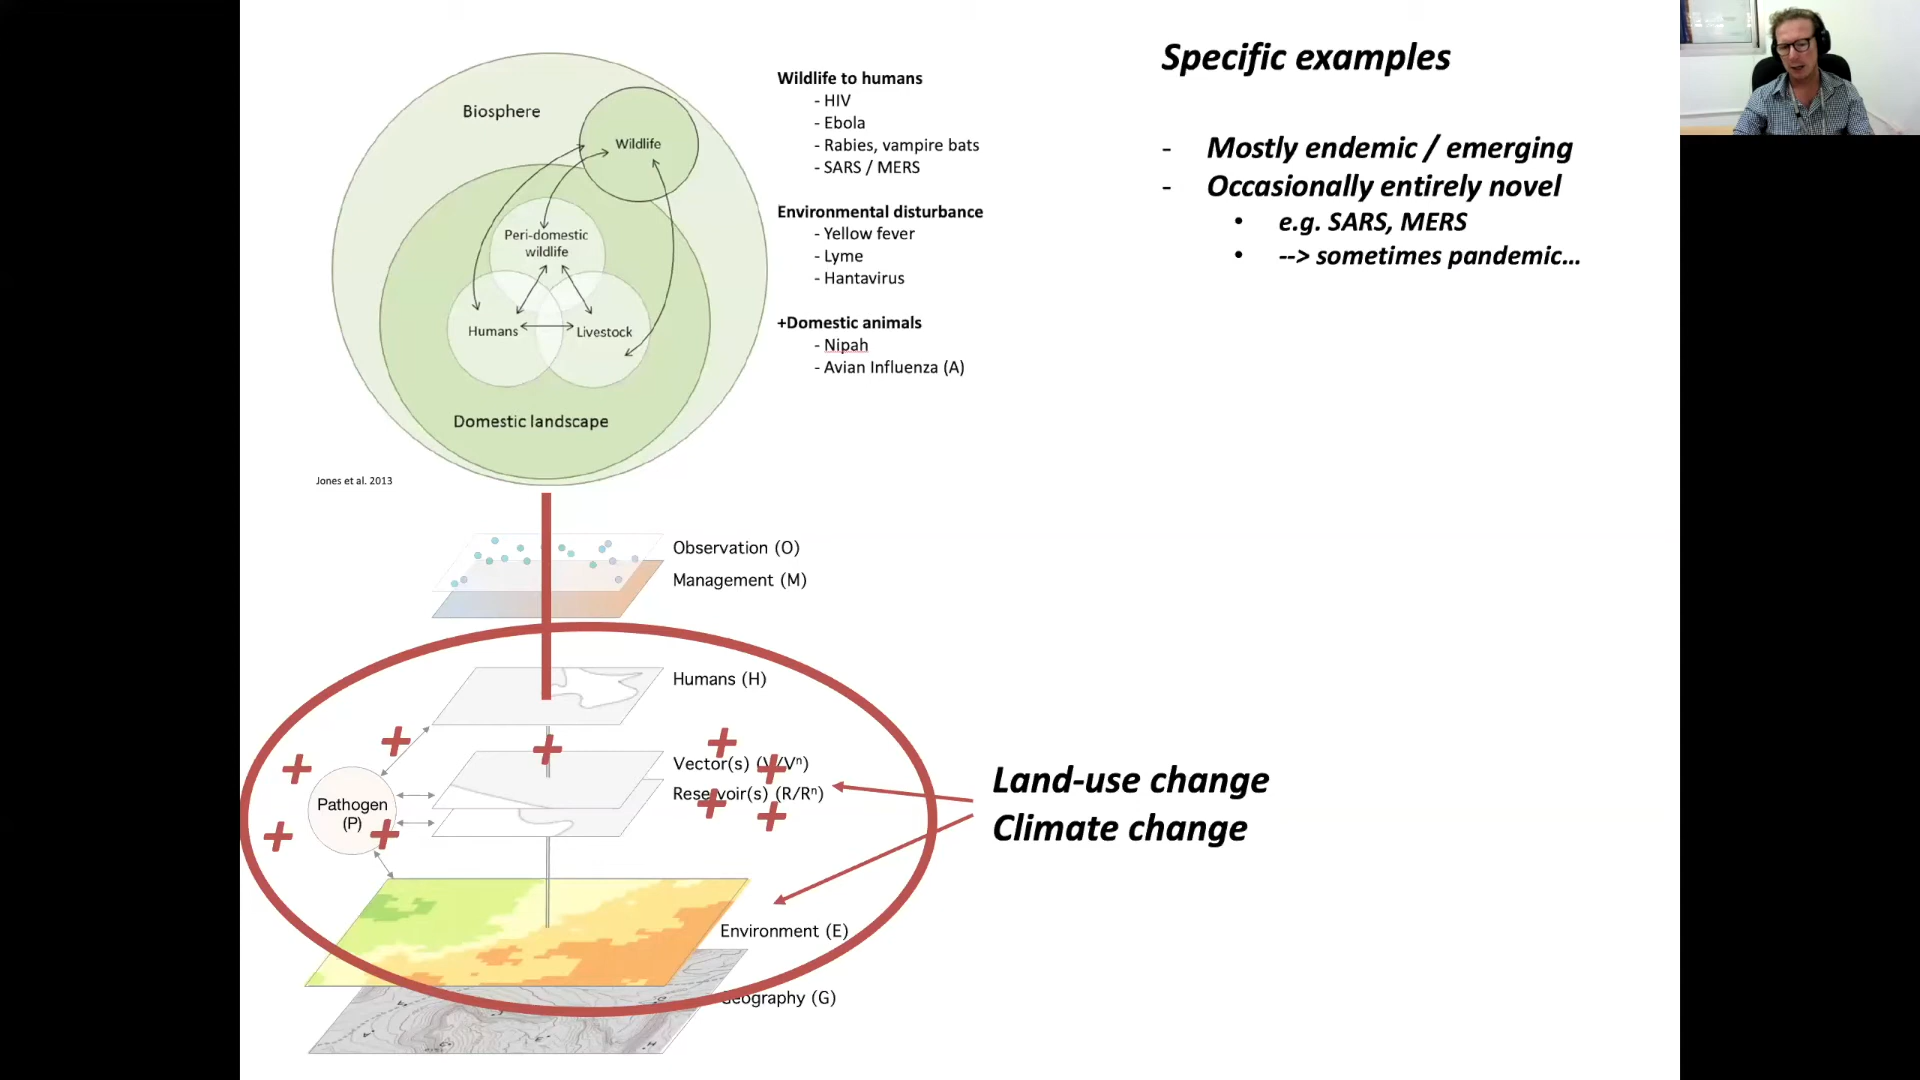 Biosphere
Wildlife
Peri-domestic
wildlife
Humans
Livestock
Domestic landscape
Jones et al. 2013
Wildlife to humans
- HIV
- Ebola
- Rabies, vampire bats
- SARS / MERS
Environmental disturbance
- Yellow fever
- Lyme
- Hantavirus
+Domestic animals
- Nipah
- Avian Influenza (A)
Specific examples
- Mostly endemic / emerging
- Occasionally entirely novel
• e.g. SARS, MERS
• --> sometimes pandemic...
Observation (O)
Management (M)
Humans (H)
Vector(s) (V/Vⁿ)
Reservoir(s) (R/Rⁿ)
Pathogen
(P)
Environment (E)
Geography (G)
Land-use change
Climate change